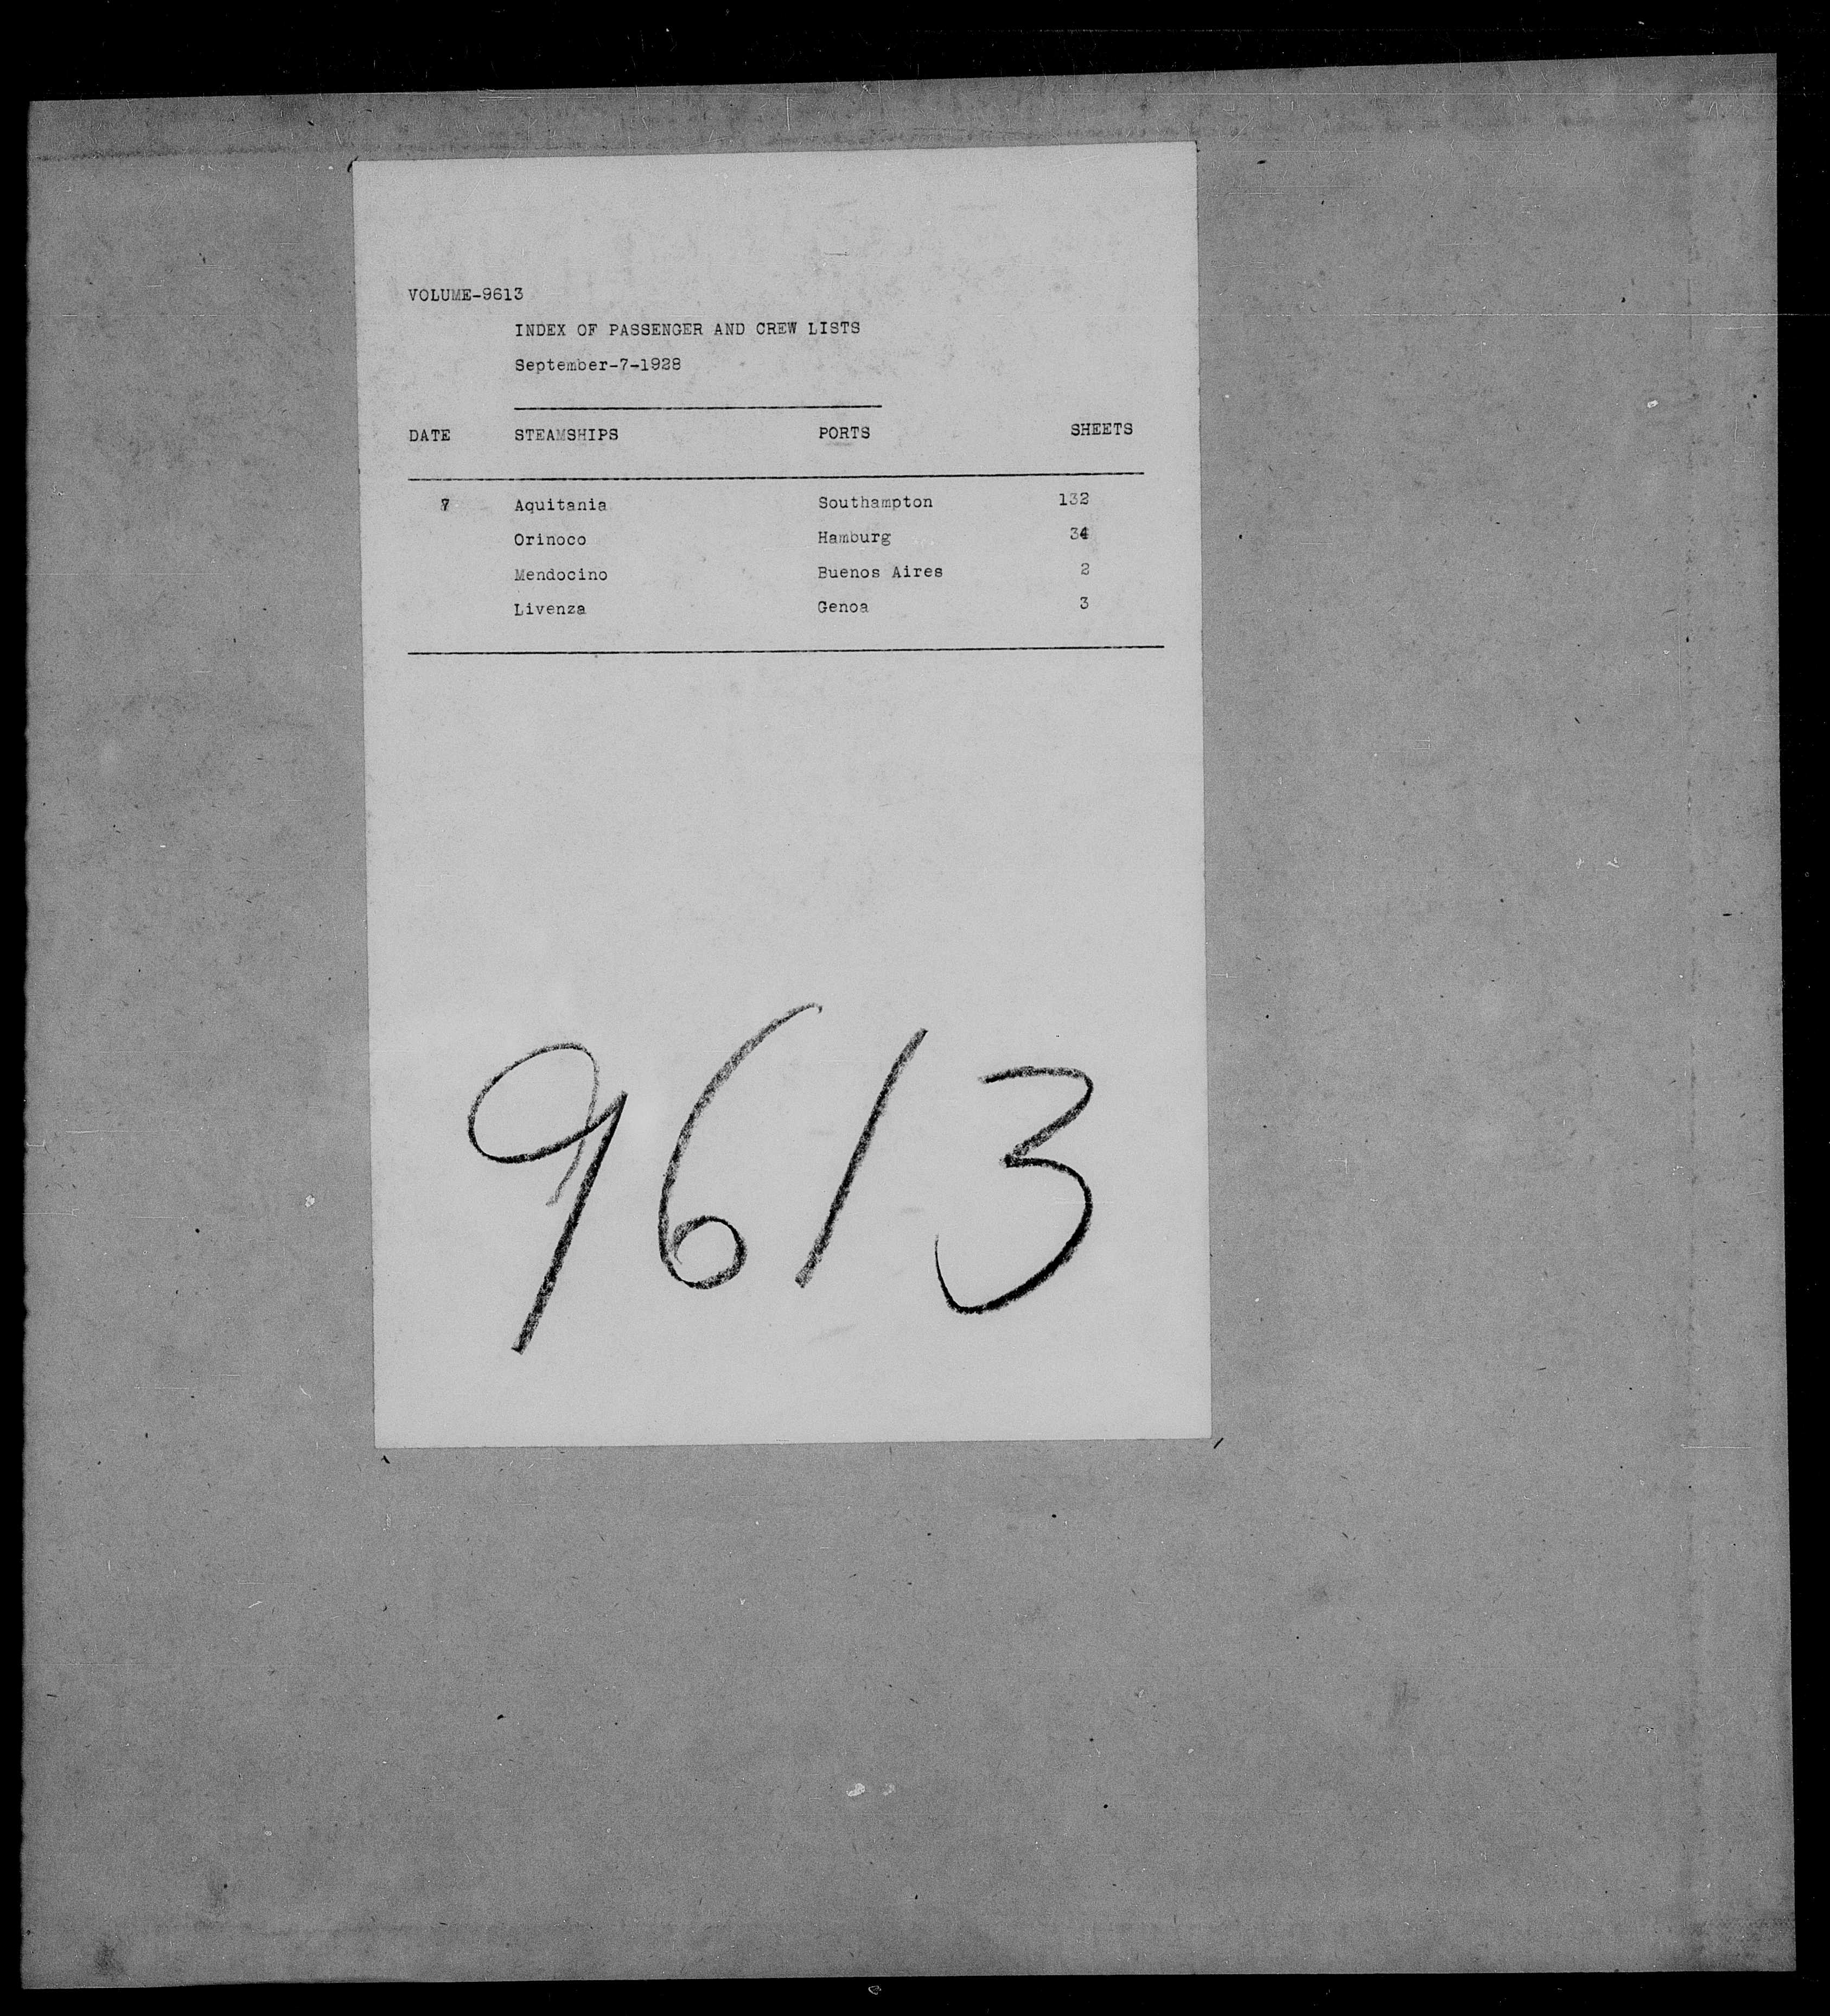 VOLUME-9613
INDEX OF PASSENGER AND CREW LISTS
September-7-1928
DATE STEAMSHIPS PORTS SHEETS
7 Aquitania Southampton 132
Orinoco Hamburg 34
Mendocino Buenos Aires 2
Livenza Genoa 3
9613